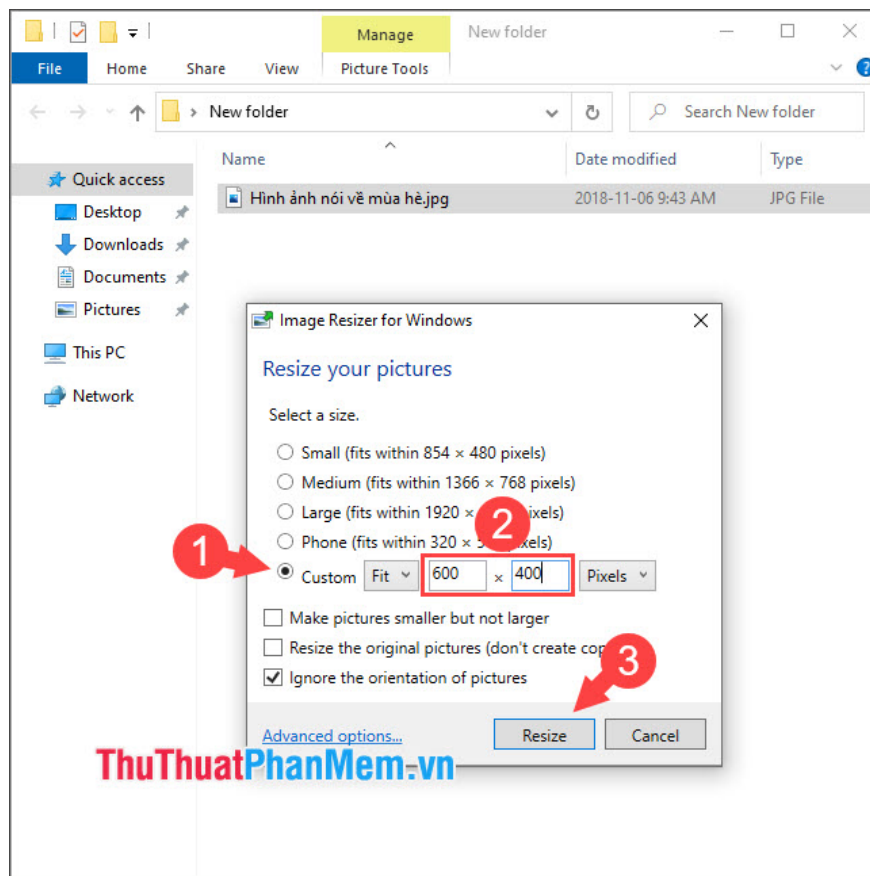 Manage
New folder
File
Home
Share
View
Picture Tools
New folder
Search New folder
Name
Date modified
Type
Quick access
Desktop
Downloads
Documents
Pictures
This PC
Network
Hình ảnh nói về mùa hè.jpg
2018-11-06 9:43 AM
JPG File
Image Resizer for Windows
Resize your pictures
Select a size.
Small (fits within 854 × 480 pixels)
Medium (fits within 1366 × 768 pixels)
Large (fits within 1920 ×
2
Phone (fits within 320 ×
1
Custom Fit 600 × 400 Pixels
Make pictures smaller but not larger
Resize the original pictures (don't create
3
Ignore the orientation of pictures
Advanced options...
Resize
Cancel
ThuThuatPhanMem.vn